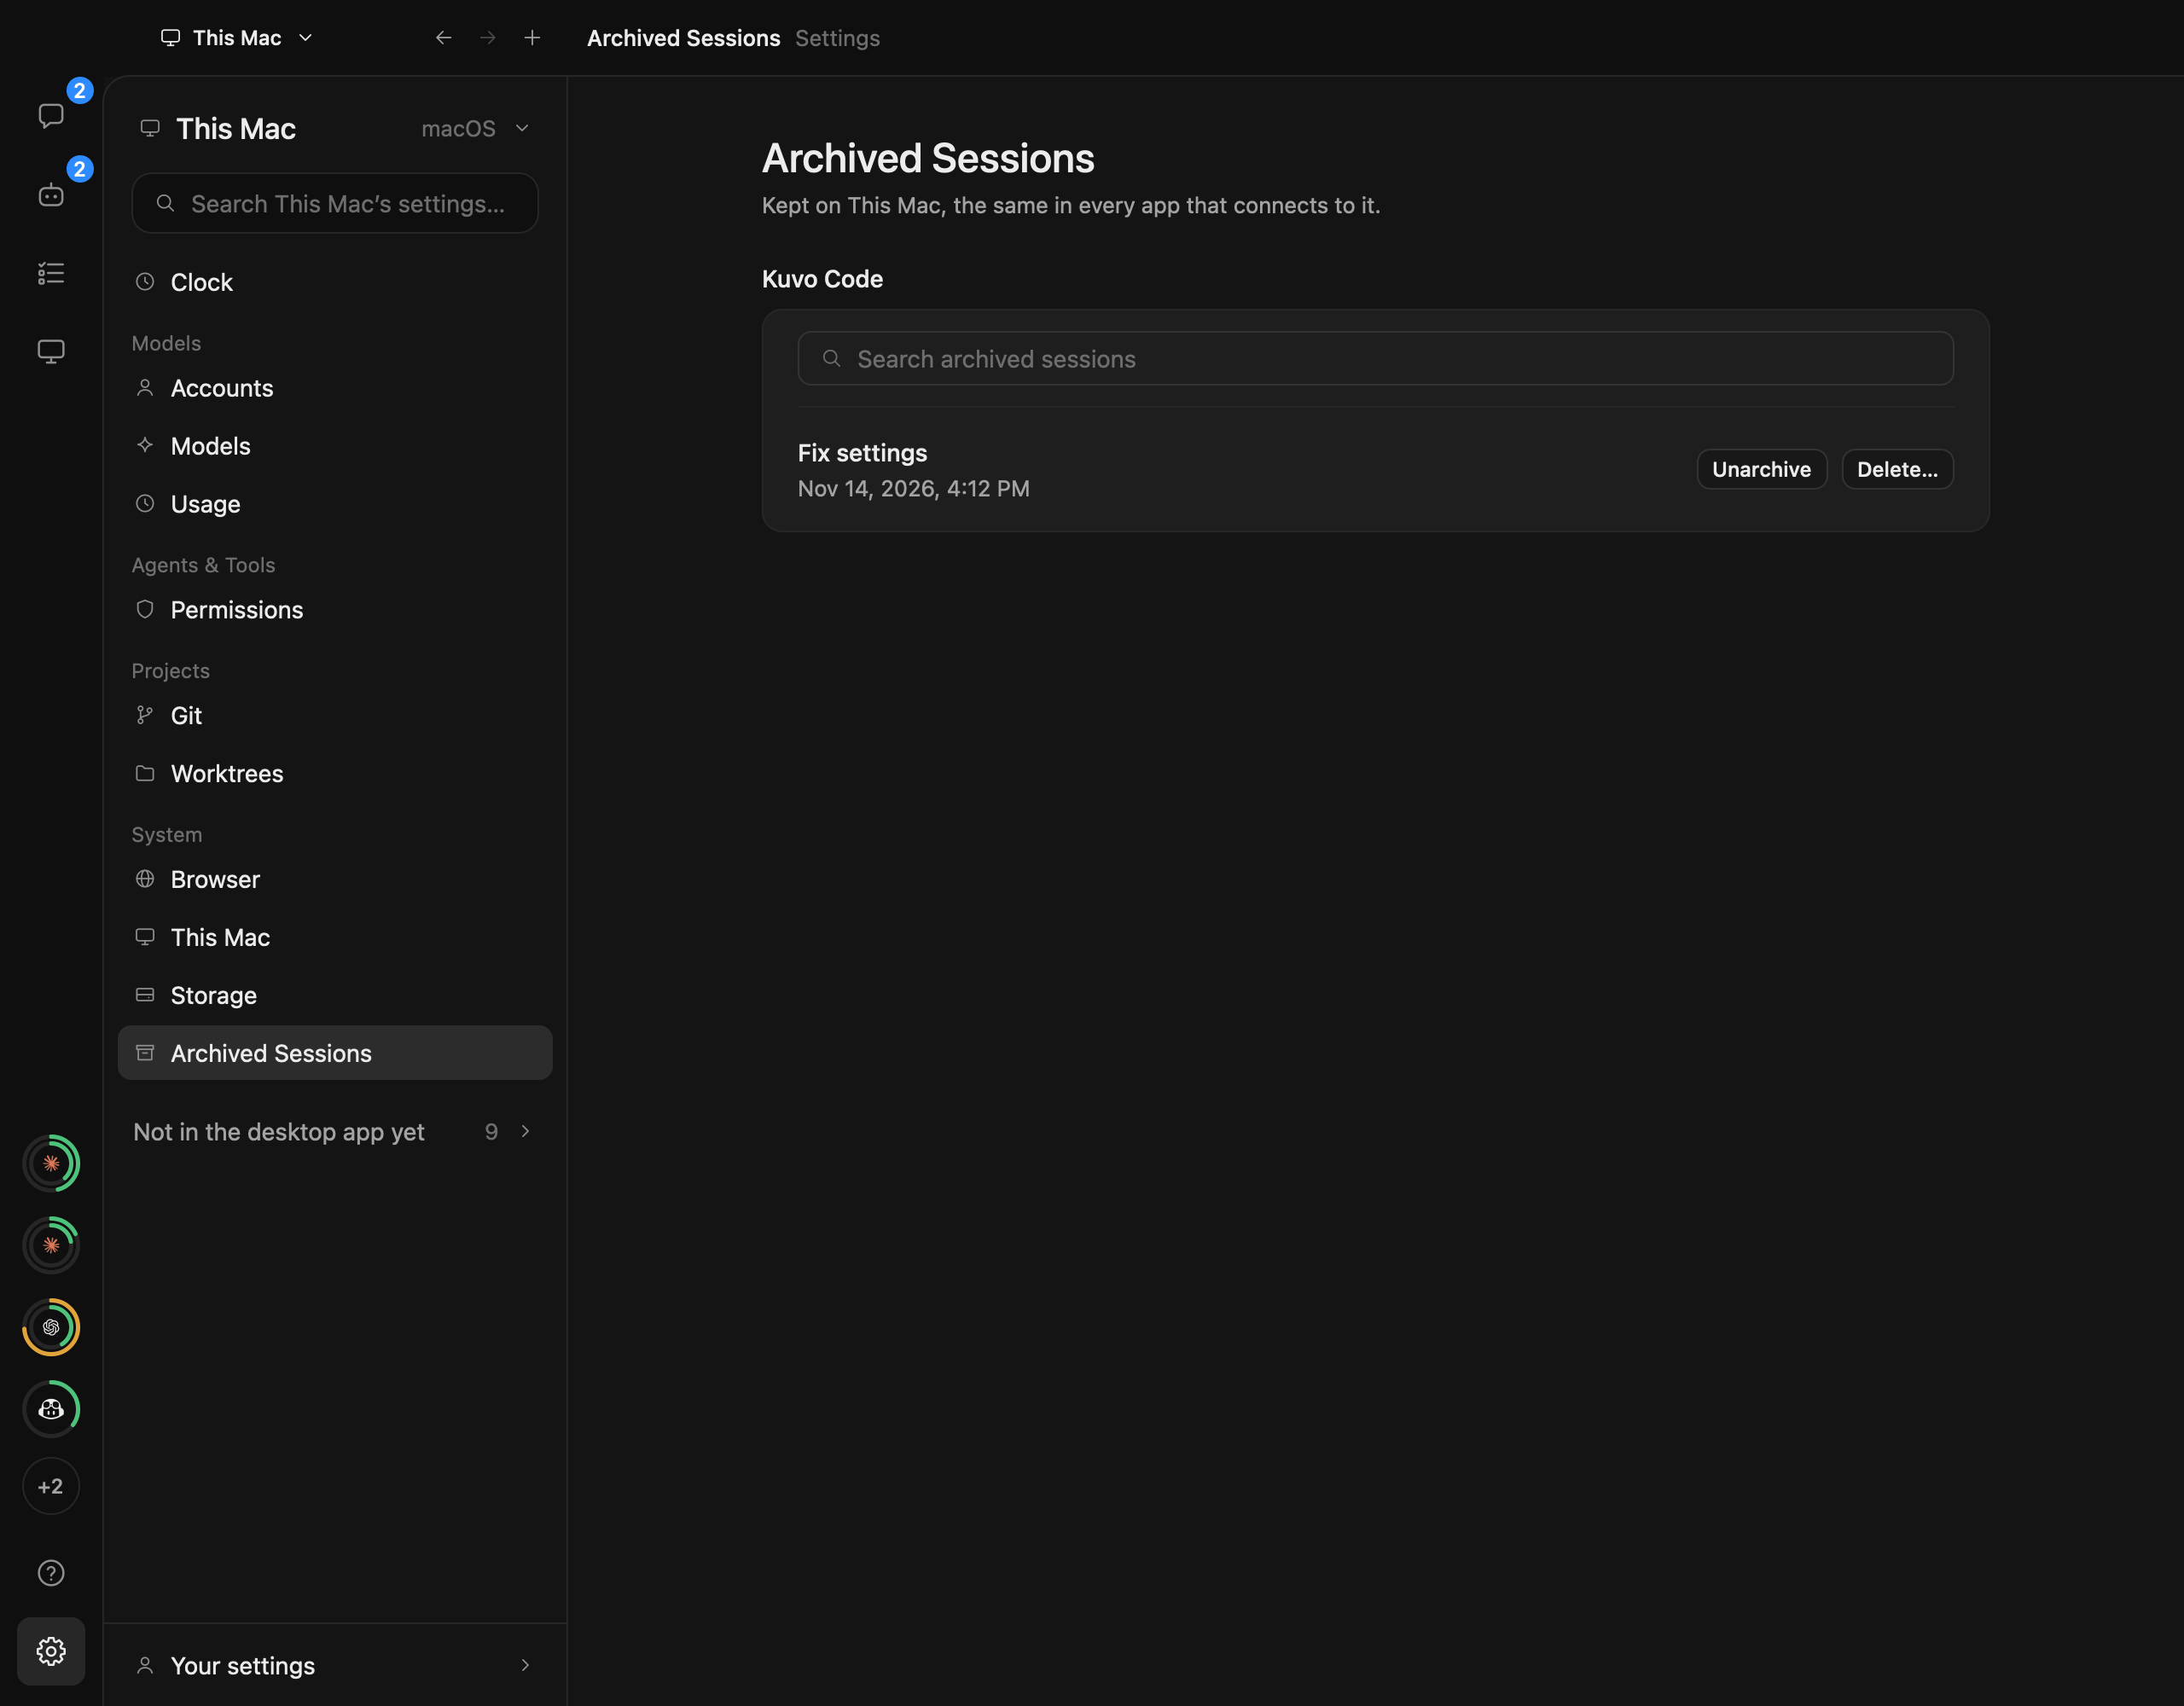 This Mac
Archived Sessions Settings
2
2
This Mac macOS
Search This Mac’s settings...
Clock
Models
Accounts
Models
Usage
Agents & Tools
Permissions
Projects
Git
Worktrees
System
Browser
This Mac
Storage
Archived Sessions
Not in the desktop app yet 9
+2
Your settings
Archived Sessions
Kept on This Mac, the same in every app that connects to it.
Kuvo Code
Search archived sessions
Fix settings
Nov 14, 2026, 4:12 PM
Unarchive Delete...